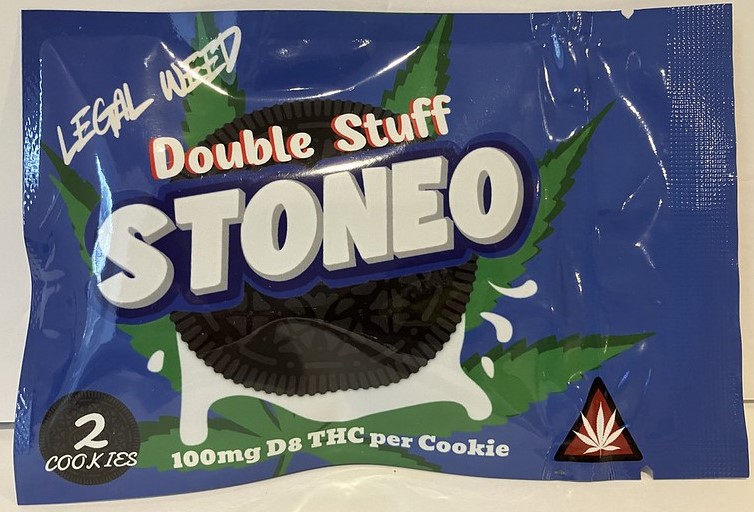 LEGAL WEED
Double Stuff
STONEO
2
COOKIES
100mg D8 THC per Cookie